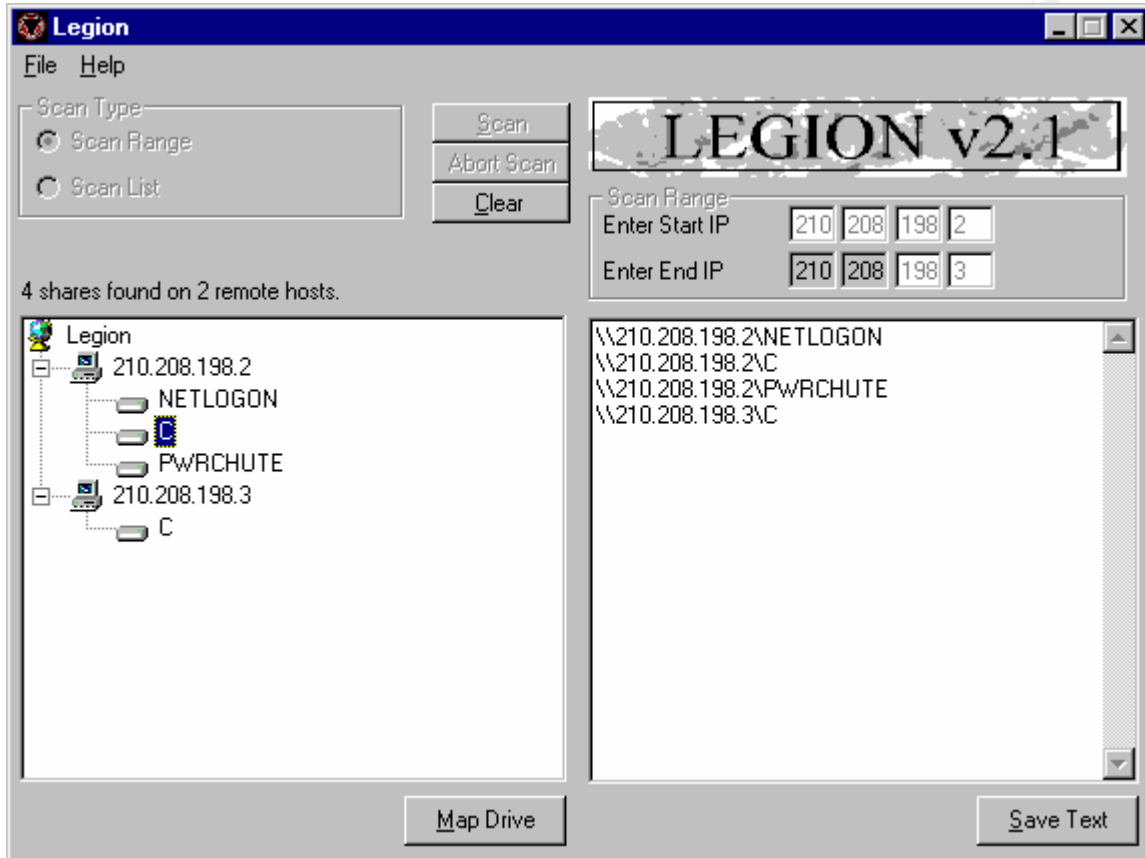 Legion
File Help
Scan Type
Scan Range
Scan List
Scan
Abort Scan
Clear
LEGION v2.1
Scan Range
Enter Start IP 210 208 198 2
Enter End IP 210 208 198 3
4 shares found on 2 remote hosts.
Legion
210.208.198.2
NETLOGON
C
PWRCHUTE
210.208.198.3
C
\\210.208.198.2\NETLOGON
\\210.208.198.2\C
\\210.208.198.2\PWRCHUTE
\\210.208.198.3\C
Map Drive
Save Text